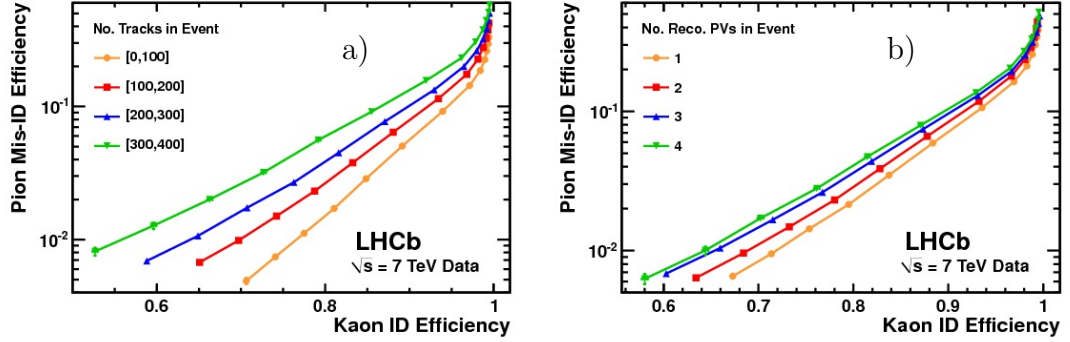 No. Tracks in Event
[0,100]
[100,200]
[200,300]
[300,400]
a)
LHCb
√s = 7 TeV Data
Pion Mis-ID Efficiency
10⁻¹
10⁻²
0.6
0.8
1
Kaon ID Efficiency
No. Reco. PVs in Event
1
2
3
4
b)
LHCb
√s = 7 TeV Data
Pion Mis-ID Efficiency
10⁻¹
10⁻²
0.6
0.7
0.8
0.9
1
Kaon ID Efficiency